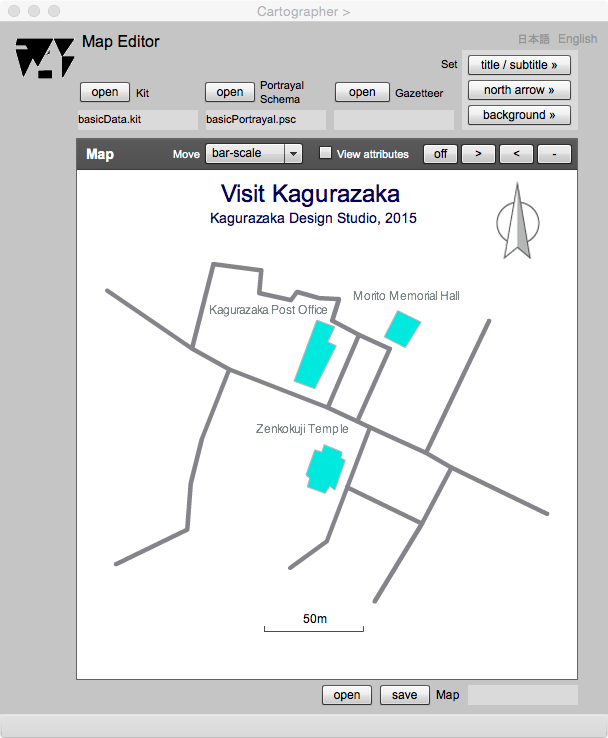 Cartographer >
Map Editor
日本語 English
Set
title / subtitle »
open Kit
open Portrayal Schema
open Gazetteer
north arrow »
basicData.kit
basicPortrayal.psc
background »
Map
Move bar-scale
View attributes
off > < -
Visit Kagurazaka
Kagurazaka Design Studio, 2015
Morito Memorial Hall
Kagurazaka Post Office
Zenkokuji Temple
50m
open save Map